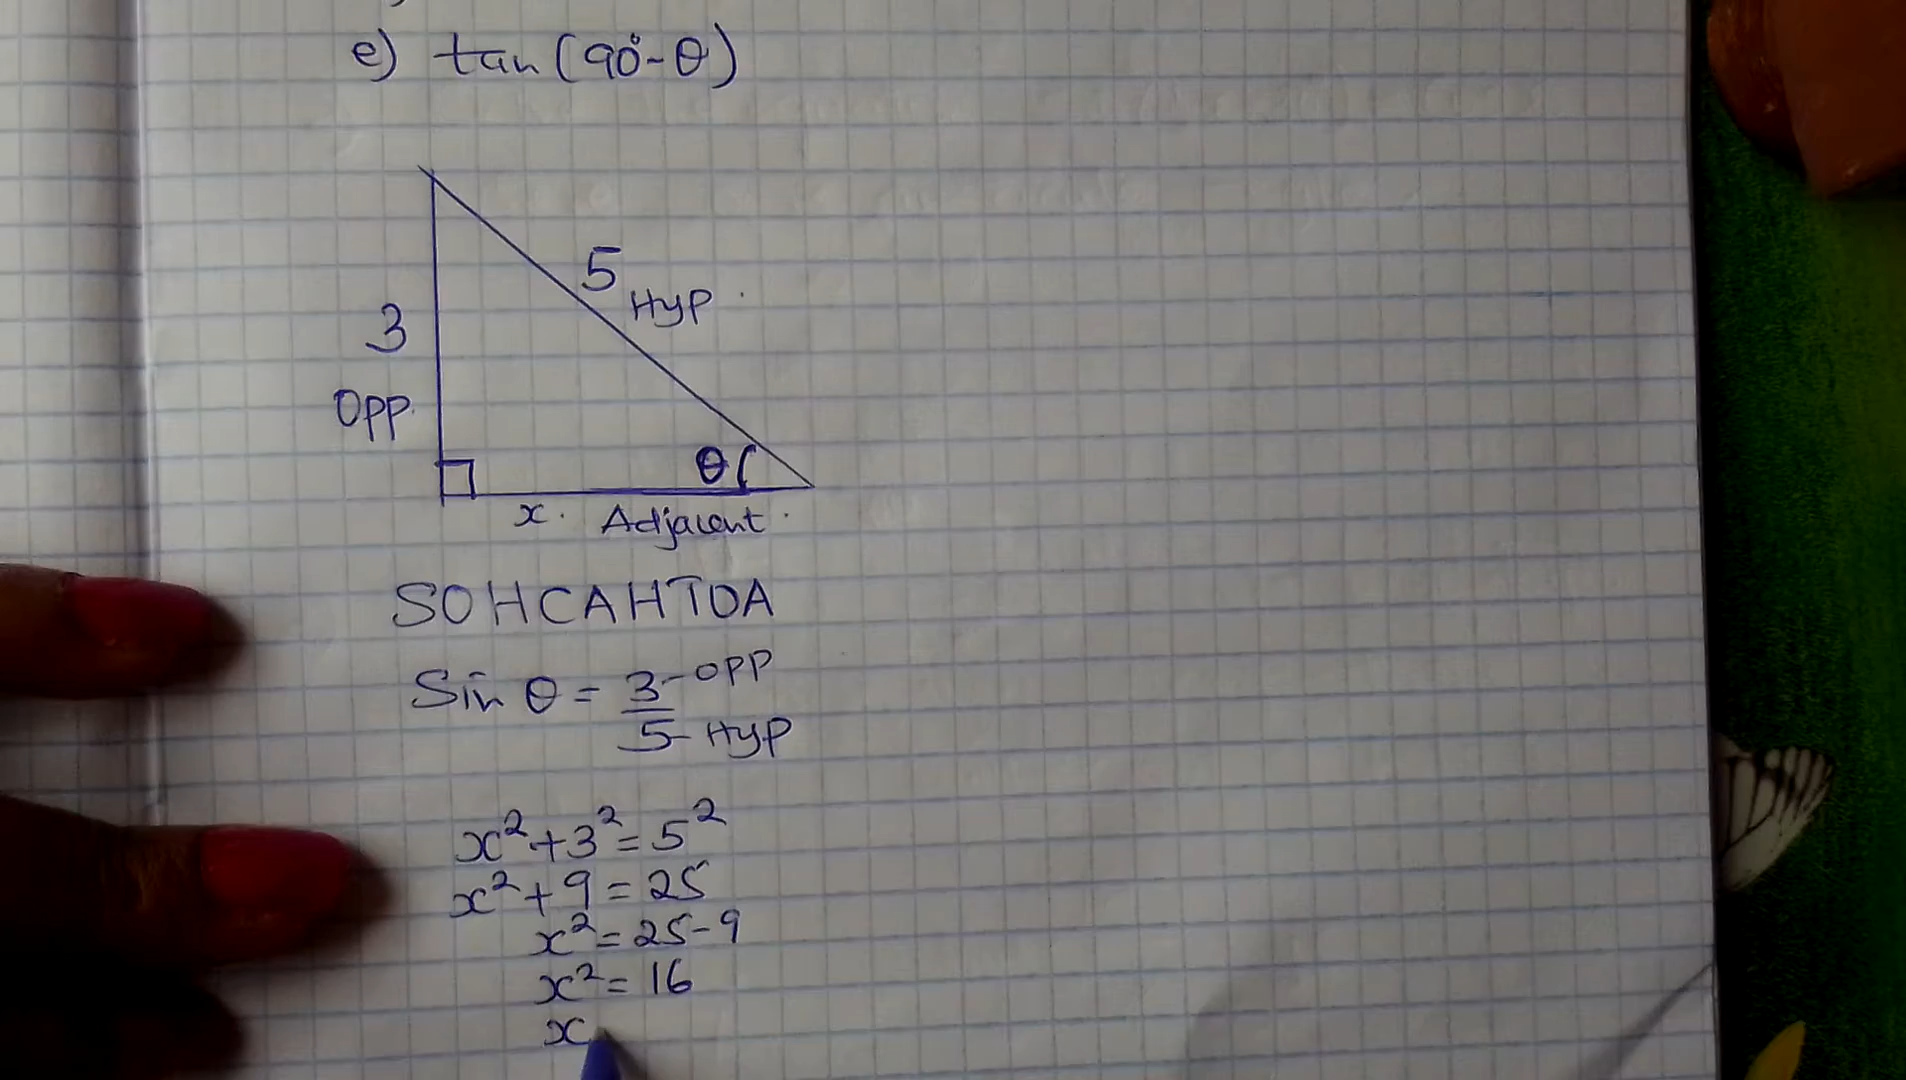 e) tan(90°-θ)
5
Hyp.
3
Opp.
θ
x. Adjacent.
SOHCAHTOA
Sin θ = 3/5 - opp - Hyp
x² + 3² = 5²
x² + 9 = 25
x² = 25 - 9
x² = 16
x